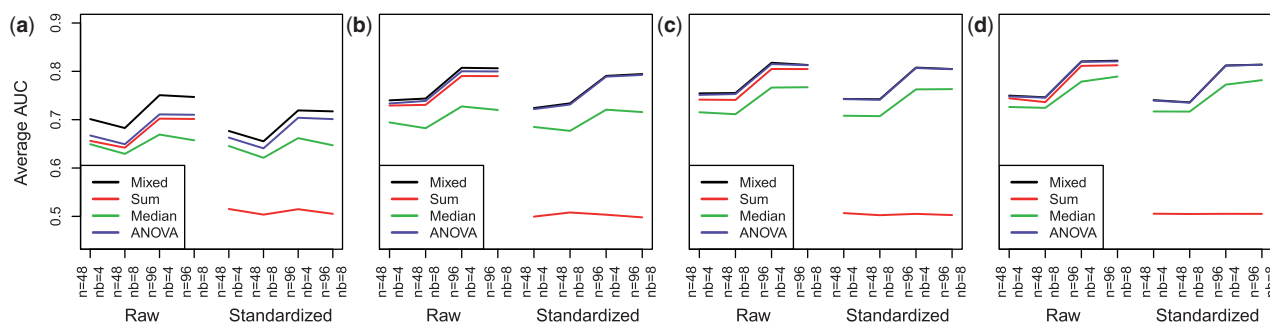 (a)
(b)
(c)
(d)
Average AUC
0.9
0.8
0.7
0.6
0.5
Mixed
Sum
Median
ANOVA
Mixed
Sum
Median
ANOVA
Mixed
Sum
Median
ANOVA
Mixed
Sum
Median
ANOVA
n=48
nb=4
n=48
nb=8
n=96
nb=4
n=96
nb=8
n=48
nb=4
n=48
nb=8
n=96
nb=4
n=96
nb=8
n=48
nb=4
n=48
nb=8
n=96
nb=4
n=96
nb=8
n=48
nb=4
n=48
nb=8
n=96
nb=4
n=96
nb=8
n=48
nb=4
n=48
nb=8
n=96
nb=4
n=96
nb=8
n=48
nb=4
n=48
nb=8
n=96
nb=4
n=96
nb=8
n=48
nb=4
n=48
nb=8
n=96
nb=4
n=96
nb=8
n=48
nb=4
n=48
nb=8
n=96
nb=4
n=96
nb=8
Raw
Standardized
Raw
Standardized
Raw
Standardized
Raw
Standardized